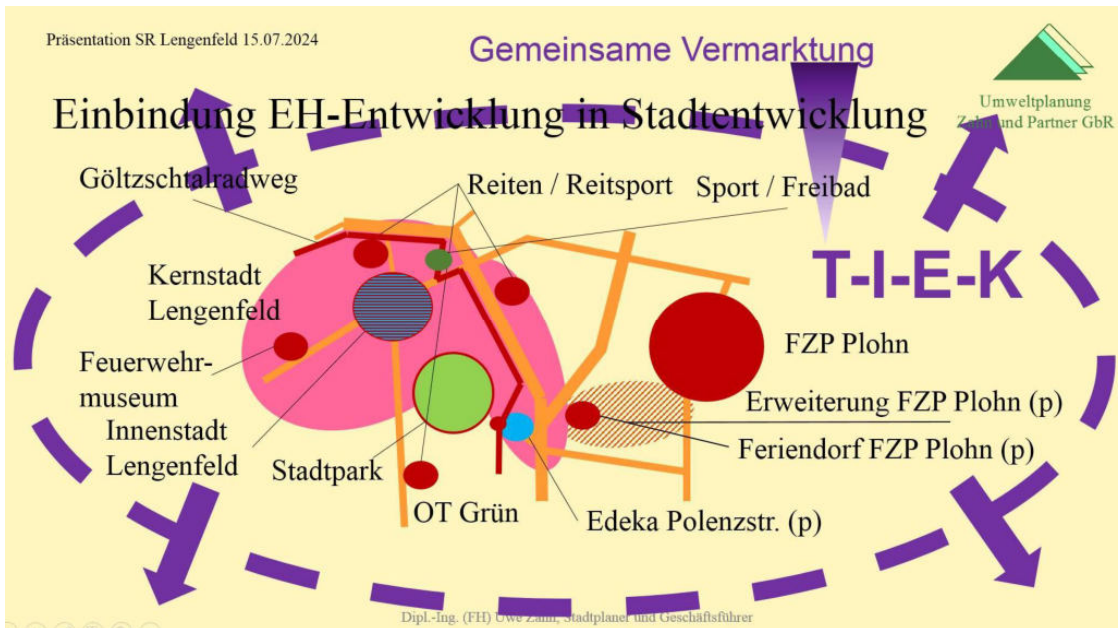 Präsentation SR Lengenfeld 15.07.2024
Gemeinsame Vermarktung
Umweltplanung
Zahn und Partner GbR
Einbindung EH-Entwicklung in Stadtentwicklung
Göltzschtalradweg
Reiten / Reitsport
Sport / Freibad
T-I-E-K
Kernstadt
Lengenfeld
FZP Plohn
Feuerwehr-
museum
Erweiterung FZP Plohn (p)
Innenstadt
Lengenfeld
Feriendorf FZP Plohn (p)
Stadtpark
OT Grün
Edeka Polenzstr. (p)
Dipl.-Ing. (FH) Uwe Zahn, Stadtplaner und Geschäftsführer